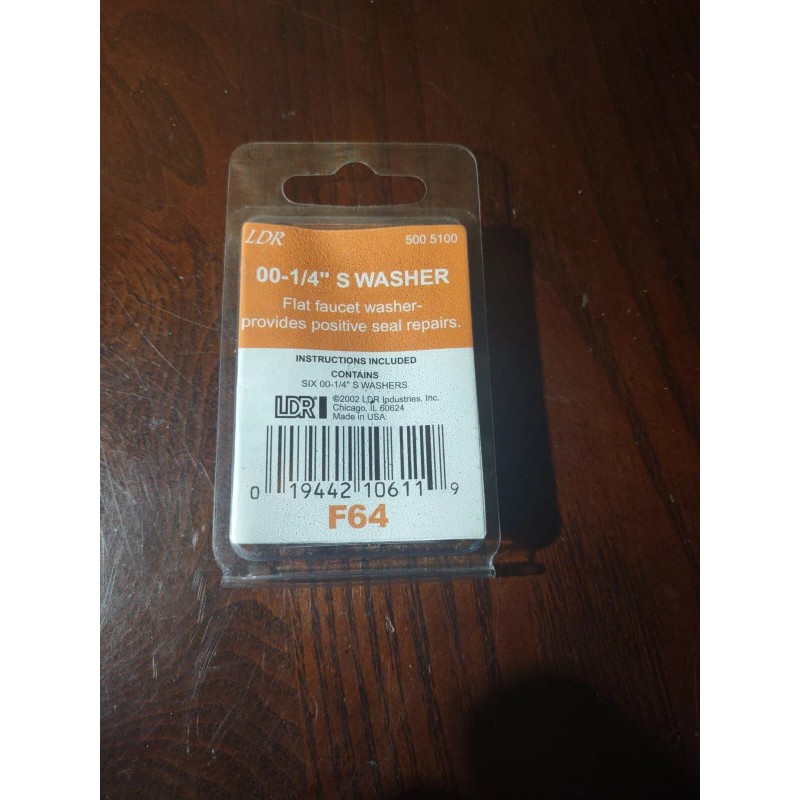 LDR 500 5100
00-1/4" S WASHER
Flat faucet washer-
provides positive seal repairs.
INSTRUCTIONS INCLUDED
CONTAINS
SIX 00-1/4" S WASHERS
LDR® ©2002 LDR Industries, Inc.
Chicago, IL 60624
Made in USA
0 19442 10611 9
F64